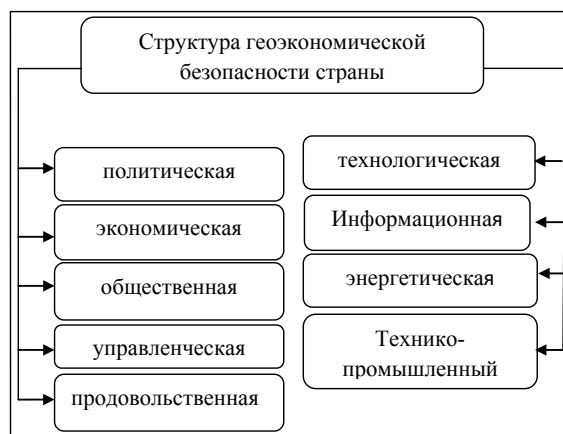 Структура геоэкономической
безопасности страны
политическая
экономическая
общественная
управленческая
продовольственная
технологическая
Информационная
энергетическая
Технико-
промышленный